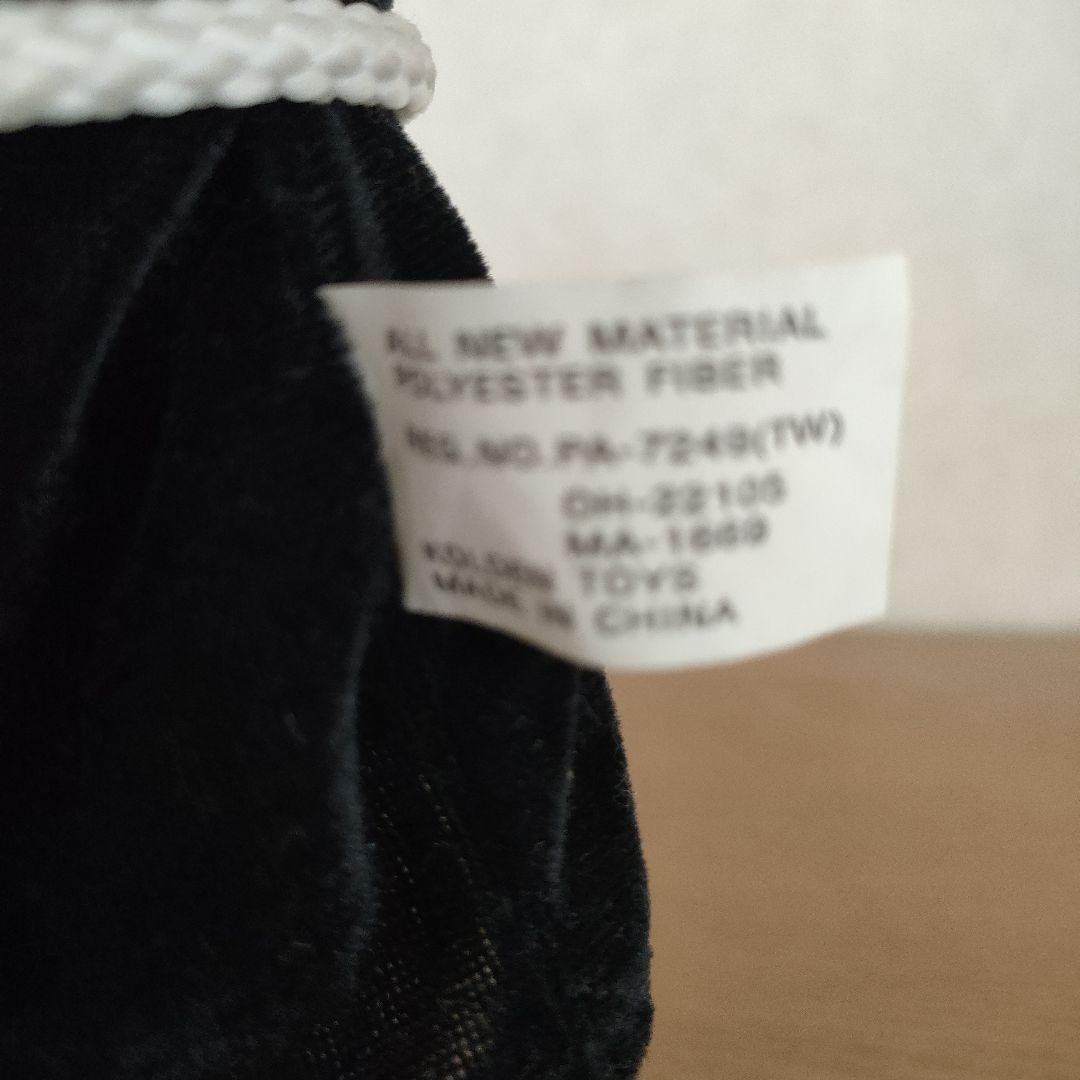 ALL NEW MATERIAL
POLYESTER FIBER
REG.NO.PA-7249(TW)
OH-22105
MA-1669
TOYS
MADE IN CHINA